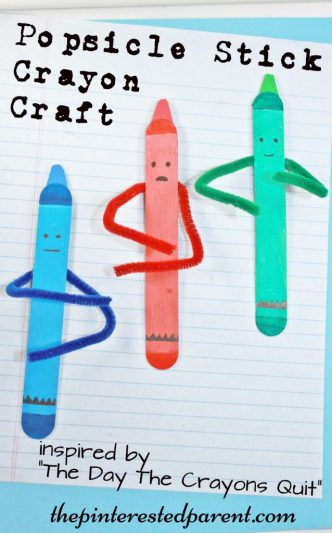 Popsicle Stick
Crayon
Craft
inspired by
"The Day The Crayons Quit"
thepinterestedparent.com